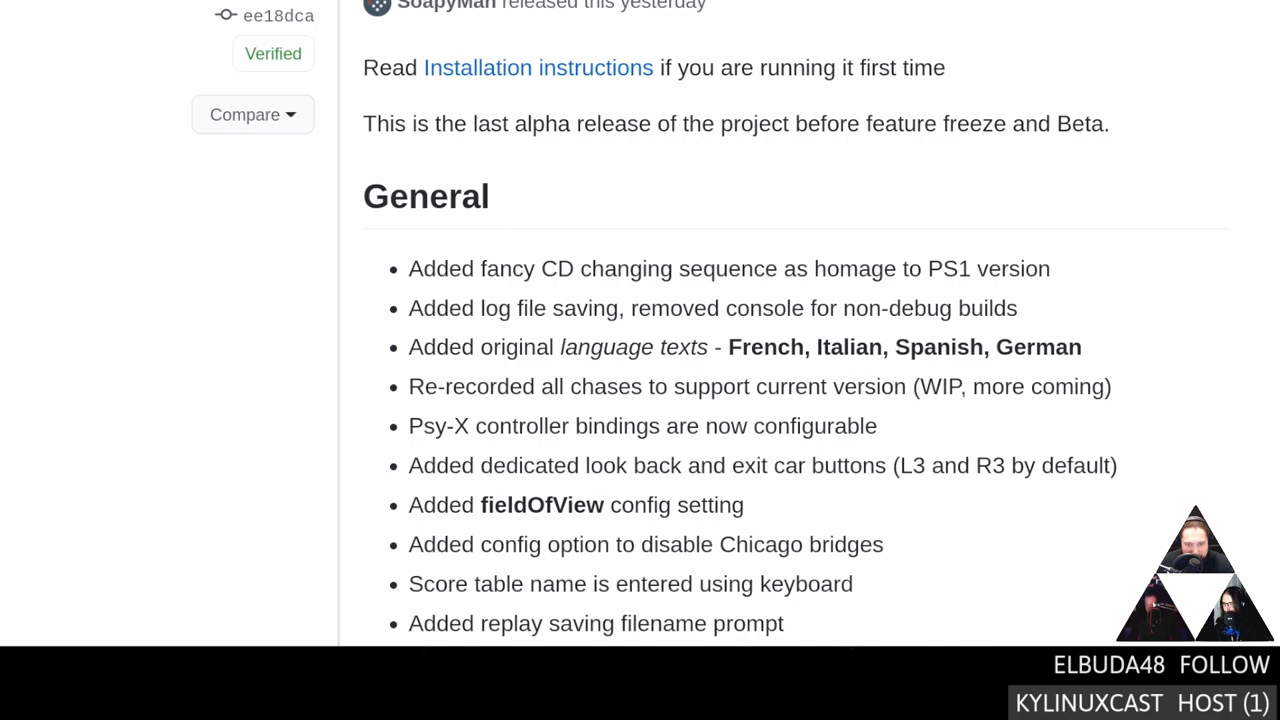 SoapyMan released this yesterday
ee18dca
Verified
Compare
Read Installation instructions if you are running it first time
This is the last alpha release of the project before feature freeze and Beta.
General
Added fancy CD changing sequence as homage to PS1 version
Added log file saving, removed console for non-debug builds
Added original language texts - French, Italian, Spanish, German
Re-recorded all chases to support current version (WIP, more coming)
Psy-X controller bindings are now configurable
Added dedicated look back and exit car buttons (L3 and R3 by default)
Added fieldOfView config setting
Added config option to disable Chicago bridges
Score table name is entered using keyboard
Added replay saving filename prompt
ELBUDA48 FOLLOW
KYLINUXCAST HOST (1)